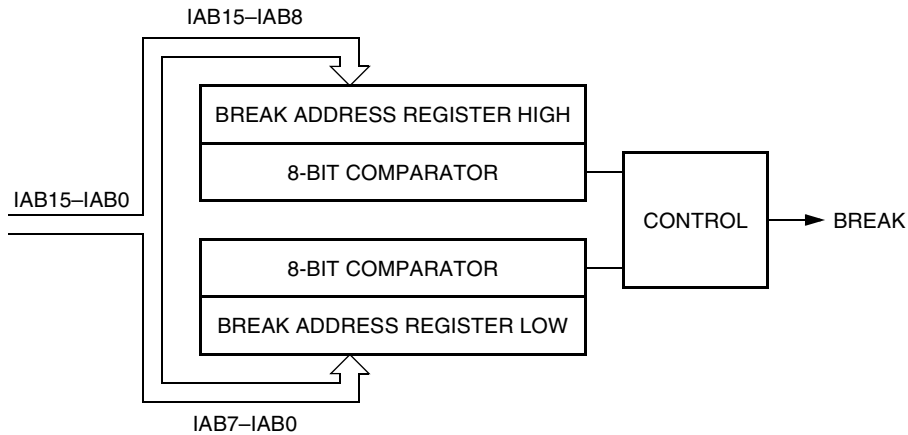 IAB15–IAB8
BREAK ADDRESS REGISTER HIGH
8-BIT COMPARATOR
IAB15–IAB0
CONTROL
BREAK
8-BIT COMPARATOR
BREAK ADDRESS REGISTER LOW
IAB7–IAB0